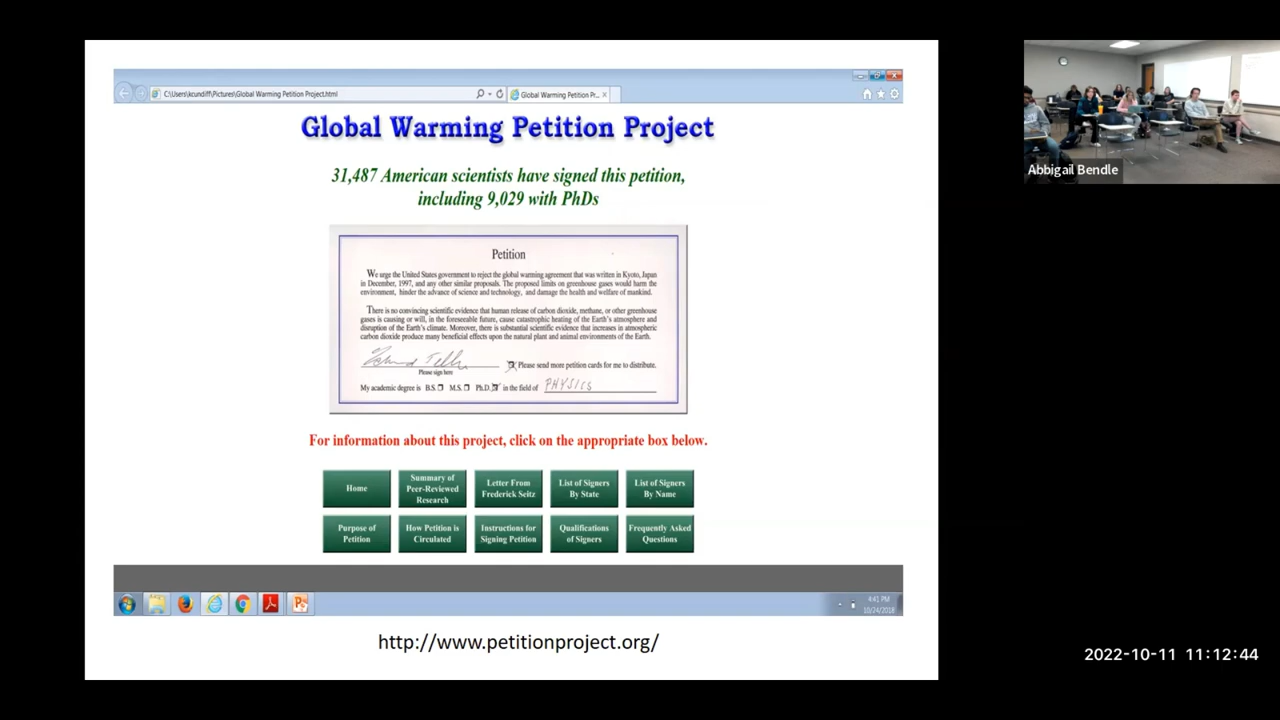 C:\Users\kcundiff\Pictures\Global Warming Petition Project.html
Global Warming Petition Pr...
Global Warming Petition Project
31,487 American scientists have signed this petition,
including 9,029 with PhDs
Petition
We urge the United States government to reject the global warming agreement that was written in Kyoto, Japan
in December, 1997, and any other similar proposals. The proposed limits on greenhouse gases would harm the
environment, hinder the advance of science and technology, and damage the health and welfare of mankind.
There is no convincing scientific evidence that human release of carbon dioxide, methane, or other greenhouse
gases is causing or will, in the foreseeable future, cause catastrophic heating of the Earth's atmosphere and
disruption of the Earth's climate. Moreover, there is substantial scientific evidence that increases in atmospheric
carbon dioxide produce many beneficial effects upon the natural plant and animal environments of the Earth.
Please send more petition cards for me to distribute.
Please sign here
My academic degree is B.S. M.S. Ph.D. in the field of PHYSICS
For information about this project, click on the appropriate box below.
Home
Summary of
Peer-Reviewed
Research
Letter From
Frederick Seitz
List of Signers
By State
List of Signers
By Name
Purpose of
Petition
How Petition is
Circulated
Instructions for
Signing Petition
Qualifications
of Signers
Frequently Asked
Questions
4:41 PM
10/24/2018
http://www.petitionproject.org/
Abbigail Bendle
2022-10-11 11:12:44